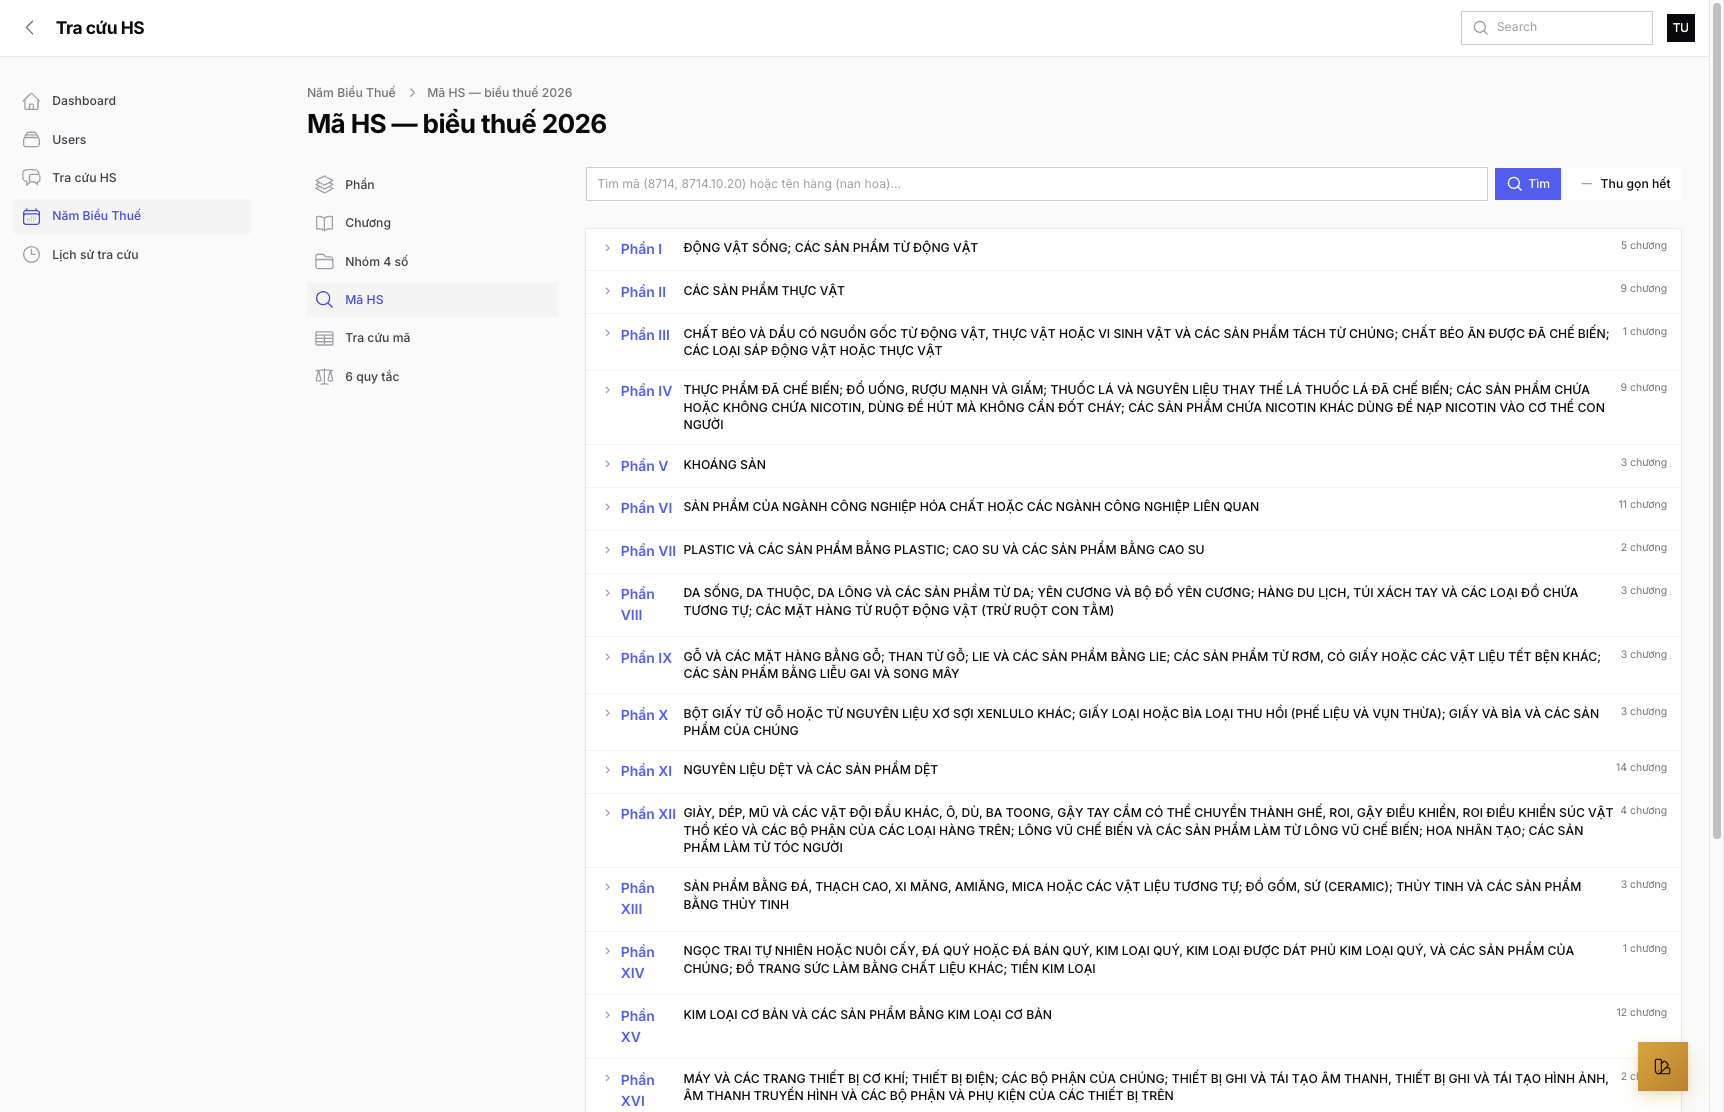 Tra cứu HS
Search
TU
Dashboard
Users
Tra cứu HS
Năm Biểu Thuế
Lịch sử tra cứu
Năm Biểu Thuế > Mã HS — biểu thuế 2026
Mã HS — biểu thuế 2026
Phần
Chương
Nhóm 4 số
Mã HS
Tra cứu mã
6 quy tắc
Tìm mã (8714, 8714.10.20) hoặc tên hàng (nan hoa)...
Tìm
Thu gọn hết
Phần I ĐỘNG VẬT SỐNG; CÁC SẢN PHẨM TỪ ĐỘNG VẬT 5 chương
Phần II CÁC SẢN PHẨM THỰC VẬT 9 chương
Phần III CHẤT BÉO VÀ DẦU CÓ NGUỒN GỐC TỪ ĐỘNG VẬT, THỰC VẬT HOẶC VI SINH VẬT VÀ CÁC SẢN PHẨM TÁCH TỪ CHÚNG; CHẤT BÉO ĂN ĐƯỢC ĐÃ CHẾ BIẾN; 1 chương
CÁC LOẠI SÁP ĐỘNG VẬT HOẶC THỰC VẬT
Phần IV THỰC PHẨM ĐÃ CHẾ BIẾN; ĐỒ UỐNG, RƯỢU MẠNH VÀ GIẤM; THUỐC LÁ VÀ NGUYÊN LIỆU THAY THẾ LÁ THUỐC LÁ ĐÃ CHẾ BIẾN; CÁC SẢN PHẨM CHỨA 9 chương
HOẶC KHÔNG CHỨA NICOTIN, DÙNG ĐỂ HÚT MÀ KHÔNG CẦN ĐỐT CHÁY; CÁC SẢN PHẨM CHỨA NICOTIN KHÁC DÙNG ĐỂ NẠP NICOTIN VÀO CƠ THỂ CON
NGƯỜI
Phần V KHOÁNG SẢN 3 chương
Phần VI SẢN PHẨM CỦA NGÀNH CÔNG NGHIỆP HÓA CHẤT HOẶC CÁC NGÀNH CÔNG NGHIỆP LIÊN QUAN 11 chương
Phần VII PLASTIC VÀ CÁC SẢN PHẨM BẰNG PLASTIC; CAO SU VÀ CÁC SẢN PHẨM BẰNG CAO SU 2 chương
Phần VIII DA SỐNG, DA THUỘC, DA LÔNG VÀ CÁC SẢN PHẨM TỪ DA; YÊN CƯƠNG VÀ BỘ ĐỒ YÊN CƯƠNG; HÀNG DU LỊCH, TÚI XÁCH TAY VÀ CÁC LOẠI ĐỒ CHỨA 3 chương
TƯƠNG TỰ; CÁC MẶT HÀNG TỪ RUỘT ĐỘNG VẬT (TRỪ RUỘT CON TẰM)
Phần IX GỖ VÀ CÁC MẶT HÀNG BẰNG GỖ; THAN TỪ GỖ; LIE VÀ CÁC SẢN PHẨM BẰNG LIE; CÁC SẢN PHẨM TỪ RƠM, CỎ GIẤY HOẶC CÁC VẬT LIỆU TẾT BỆN KHÁC; 3 chương
CÁC SẢN PHẨM BẰNG LIỄU GAI VÀ SONG MÂY
Phần X BỘT GIẤY TỪ GỖ HOẶC TỪ NGUYÊN LIỆU XƠ SỢI XENLULO KHÁC; GIẤY LOẠI HOẶC BÌA LOẠI THU HỒI (PHẾ LIỆU VÀ VỤN THỪA); GIẤY VÀ BÌA VÀ CÁC SẢN 3 chương
PHẨM CỦA CHÚNG
Phần XI NGUYÊN LIỆU DỆT VÀ CÁC SẢN PHẨM DỆT 14 chương
Phần XII GIÀY, DÉP, MŨ VÀ CÁC VẬT ĐỘI ĐẦU KHÁC, Ô, DÙ, BA TOONG, GẬY TAY CẦM CÓ THỂ CHUYỂN THÀNH GHẾ, ROI, GẬY ĐIỀU KHIỂN, ROI ĐIỀU KHIỂN SÚC VẬT 4 chương
THỒ KÉO VÀ CÁC BỘ PHẬN CỦA CÁC LOẠI HÀNG TRÊN; LÔNG VŨ CHẾ BIẾN VÀ CÁC SẢN PHẨM LÀM TỪ LÔNG VŨ CHẾ BIẾN; HOA NHÂN TẠO; CÁC SẢN
PHẨM LÀM TỪ TÓC NGƯỜI
Phần XIII SẢN PHẨM BẰNG ĐÁ, THẠCH CAO, XI MĂNG, AMIĂNG, MICA HOẶC CÁC VẬT LIỆU TƯƠNG TỰ; ĐỒ GỐM, SỨ (CERAMIC); THỦY TINH VÀ CÁC SẢN PHẨM 3 chương
BẰNG THỦY TINH
Phần XIV NGỌC TRAI TỰ NHIÊN HOẶC NUÔI CẤY, ĐÁ QUÝ HOẶC ĐÁ BÁN QUÝ, KIM LOẠI QUÝ, KIM LOẠI ĐƯỢC DÁT PHỦ KIM LOẠI QUÝ, VÀ CÁC SẢN PHẨM CỦA 1 chương
CHÚNG; ĐỒ TRANG SỨC LÀM BẰNG CHẤT LIỆU KHÁC; TIỀN KIM LOẠI
Phần XV KIM LOẠI CƠ BẢN VÀ CÁC SẢN PHẨM BẰNG KIM LOẠI CƠ BẢN 12 chương
Phần XVI MÁY VÀ CÁC TRANG THIẾT BỊ CƠ KHÍ; THIẾT BỊ ĐIỆN; CÁC BỘ PHẬN CỦA CHÚNG; THIẾT BỊ GHI VÀ TÁI TẠO ÂM THANH, THIẾT BỊ GHI VÀ TÁI TẠO HÌNH ẢNH, 2
ÂM THANH TRUYỀN HÌNH VÀ CÁC BỘ PHẬN VÀ PHỤ KIỆN CỦA CÁC THIẾT BỊ TRÊN